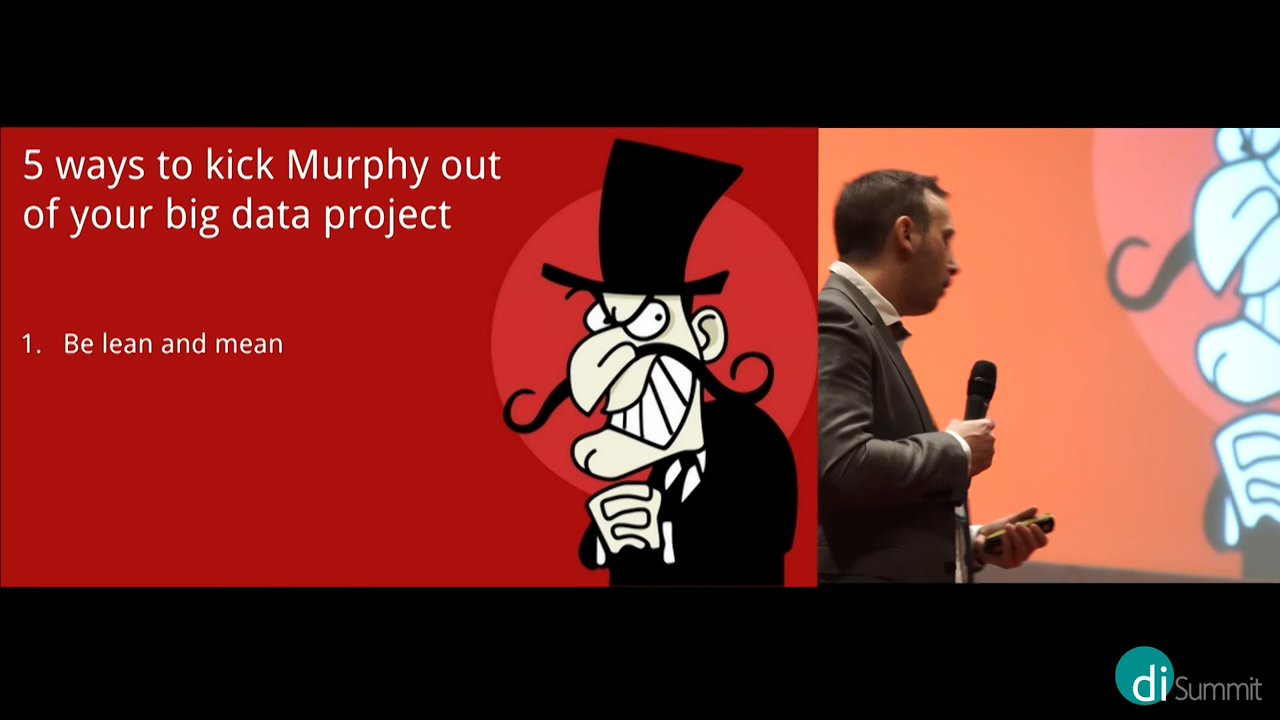 5 ways to kick Murphy out
of your big data project
1. Be lean and mean
di Summit